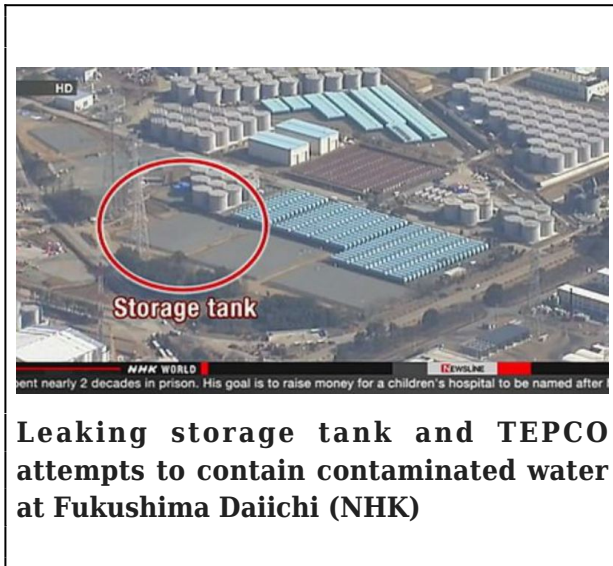 HD
Storage tank
NHK WORLD NEWSLINE
ent nearly 2 decades in prison. His goal is to raise money for a children's hospital to be named after
Leaking storage tank and TEPCO
attempts to contain contaminated water
at Fukushima Daiichi (NHK)